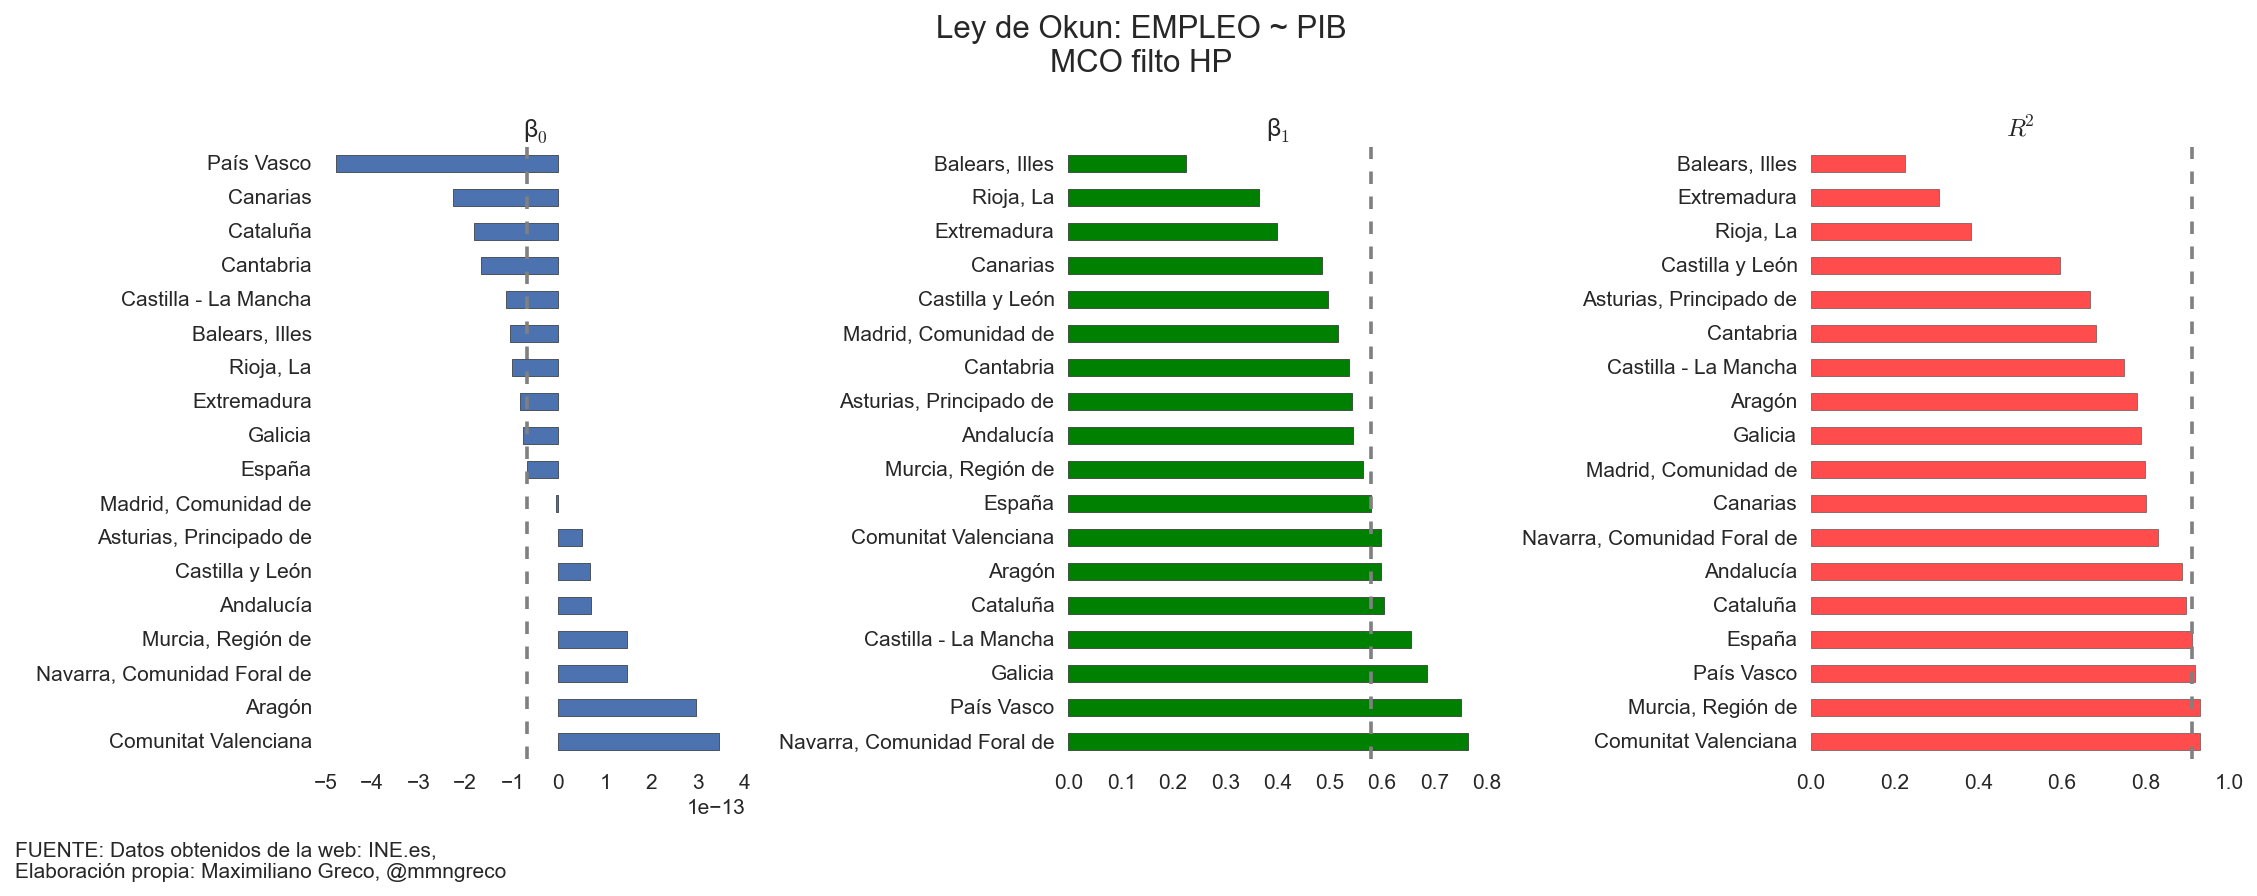 Ley de Okun: EMPLEO ~ PIB
MCO filto HP
β₀
País Vasco
Canarias
Cataluña
Cantabria
Castilla - La Mancha
Balears, Illes
Rioja, La
Extremadura
Galicia
España
Madrid, Comunidad de
Asturias, Principado de
Castilla y León
Andalucía
Murcia, Región de
Navarra, Comunidad Foral de
Aragón
Comunitat Valenciana
−5 −4 −3 −2 −1 0 1 2 3 4
1e−13
β₁
Balears, Illes
Rioja, La
Extremadura
Canarias
Castilla y León
Madrid, Comunidad de
Cantabria
Asturias, Principado de
Andalucía
Murcia, Región de
España
Comunitat Valenciana
Aragón
Cataluña
Castilla - La Mancha
Galicia
País Vasco
Navarra, Comunidad Foral de
0.0 0.1 0.2 0.3 0.4 0.5 0.6 0.7 0.8
R²
Balears, Illes
Extremadura
Rioja, La
Castilla y León
Asturias, Principado de
Cantabria
Castilla - La Mancha
Aragón
Galicia
Madrid, Comunidad de
Canarias
Navarra, Comunidad Foral de
Andalucía
Cataluña
España
País Vasco
Murcia, Región de
Comunitat Valenciana
0.0 0.2 0.4 0.6 0.8 1.0
FUENTE: Datos obtenidos de la web: INE.es,
Elaboración propia: Maximiliano Greco, @mmngreco